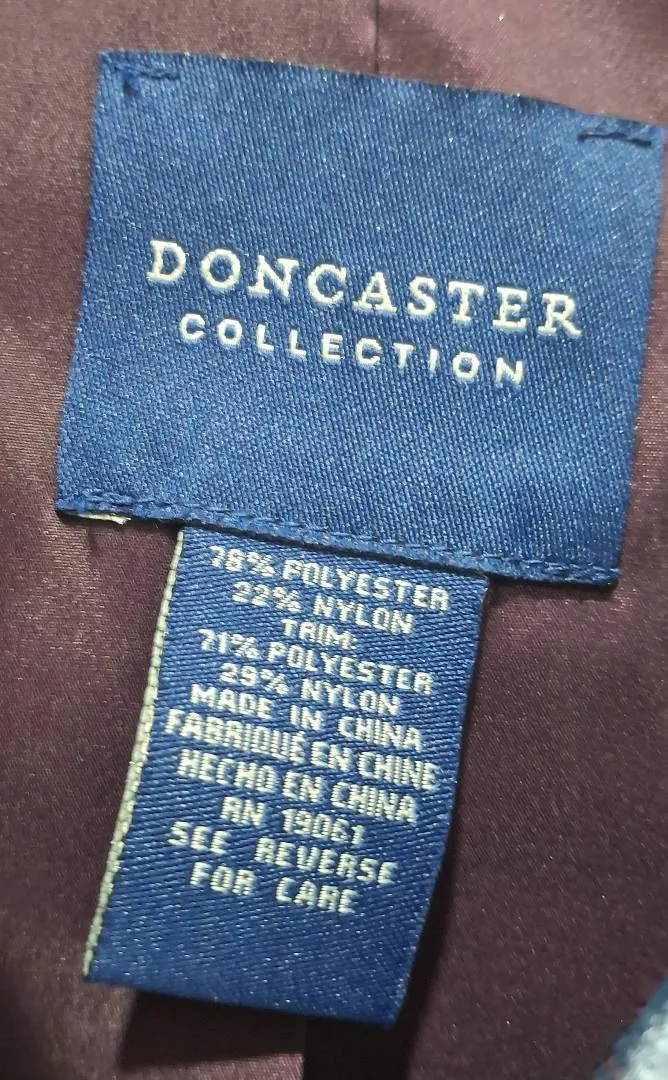 DONCASTER
COLLECTION
78% POLYESTER
22% NYLON
TRIM:
71% POLYESTER
29% NYLON
MADE IN CHINA
FABRIQUÉ EN CHINE
HECHO EN CHINA
RN 19061
SEE REVERSE
FOR CARE